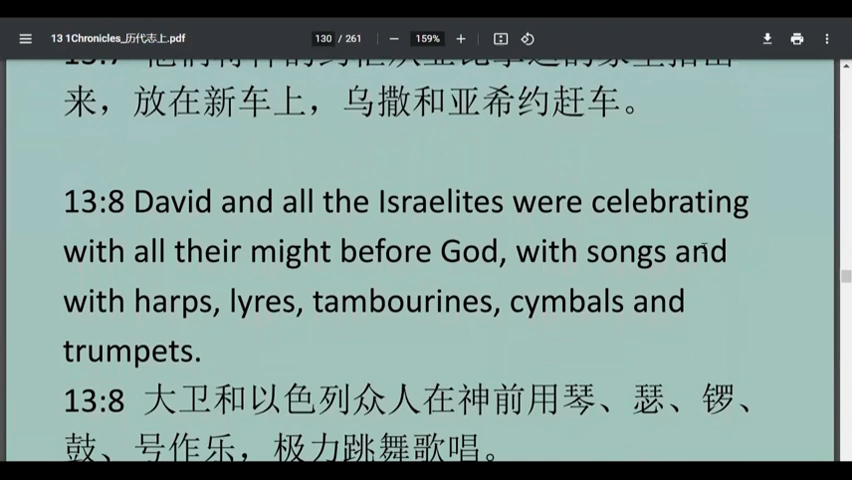 13 1Chronicles_历代志上.pdf
130 / 261
159%
来，放在新车上，乌撒和亚希约赶车。
13:8 David and all the Israelites were celebrating
with all their might before God, with songs and
with harps, lyres, tambourines, cymbals and
trumpets.
13:8 大卫和以色列众人在神前用琴、瑟、锣、
鼓、号作乐，极力跳舞歌唱。